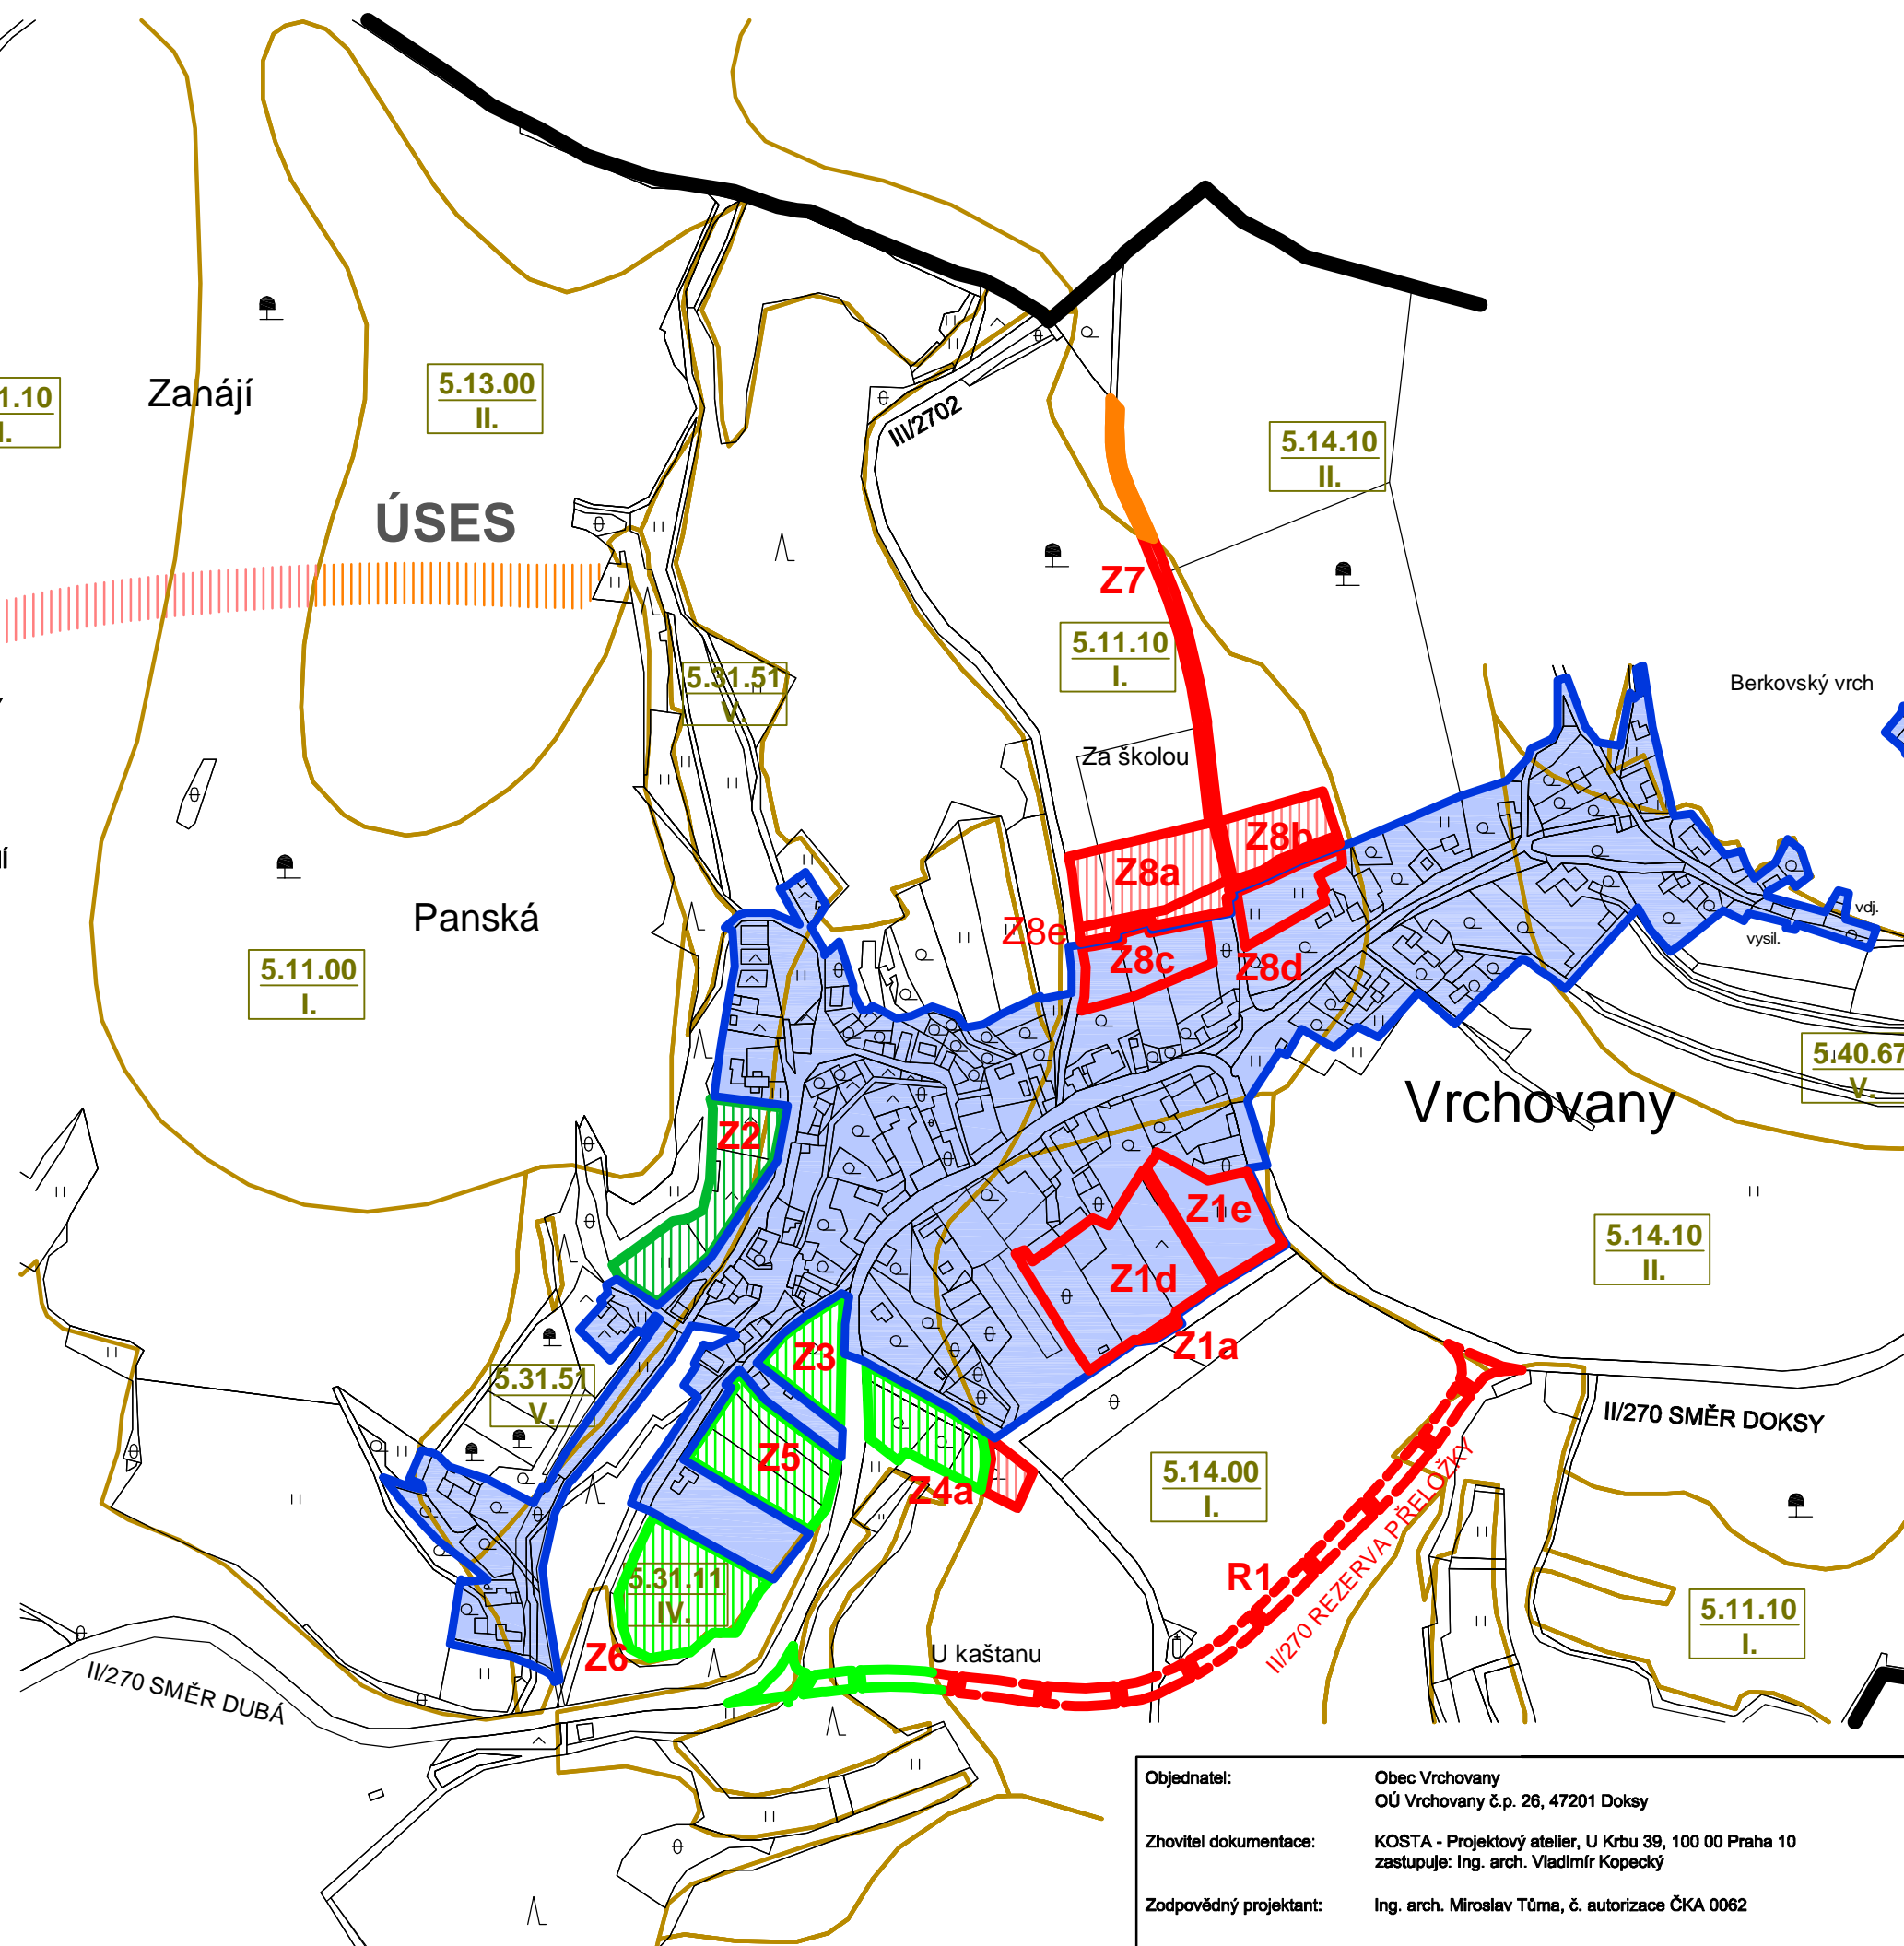 III/2702
Zanájí
5.13.00
II.
1.10
I.
5.14.10
II.
ÚSES
Z7
5.11.10
I.
5.31.51
V.
Berkovský vrch
Za školou
Z8b
Z8a
Panská
Z8e
Z8c
Z8d
vdj.
vysil.
5.11.00
I.
5.40.67
V.
Vrchovany
Z2
Z1e
5.14.10
II.
Z1d
Z1a
Z3
5.31.51
V.
II/270 SMĚR DOKSY
Z5
Z4a
5.14.00
I.
R1
II/270 REZERVA PŘELOŽKY
5.31.11
IV.
5.11.10
I.
Z6
U kaštanu
II/270 SMĚR DUBÁ
Objednatel: Obec Vrchovany
OÚ Vrchovany č.p. 26, 47201 Doksy
Zhovitel dokumentace: KOSTA - Projektový atelier, U Krbu 39, 100 00 Praha 10
zastupuje: Ing. arch. Vladimír Kopecký
Zodpovědný projektant: Ing. arch. Miroslav Tůma, č. autorizace ČKA 0062